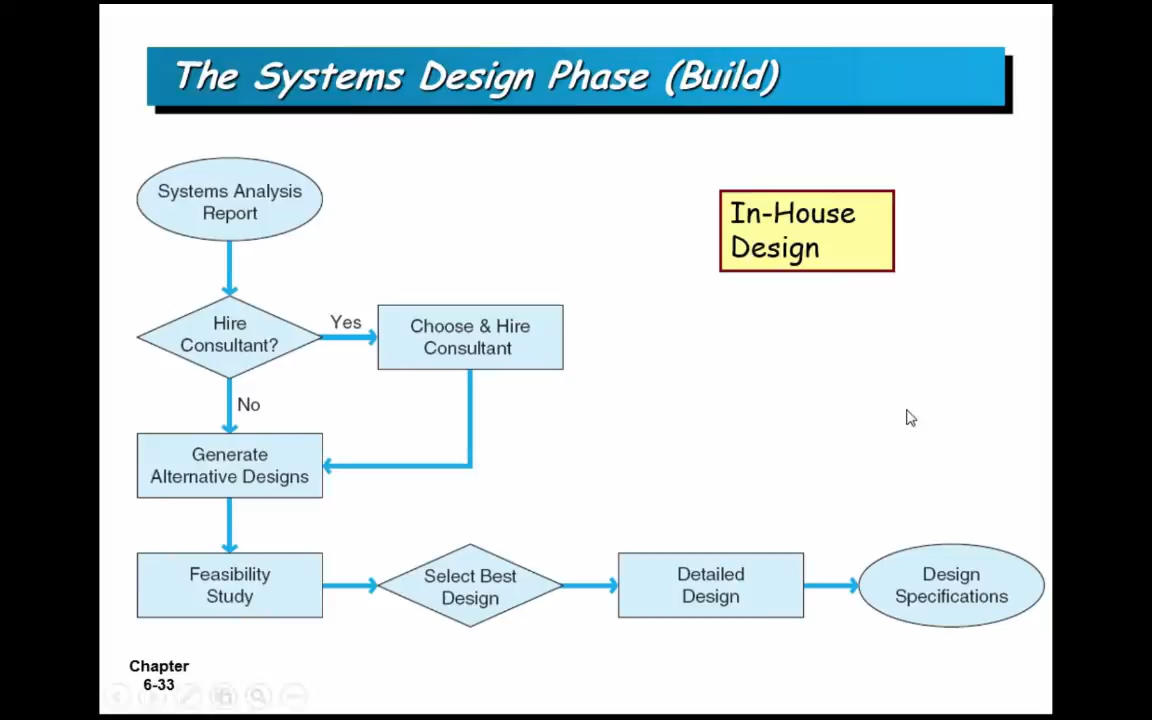 The Systems Design Phase (Build)
Systems Analysis
Report
In-House
Design
Hire
Consultant?
Yes
Choose & Hire
Consultant
No
Generate
Alternative Designs
Feasibility
Study
Select Best
Design
Detailed
Design
Design
Specifications
Chapter
6-33